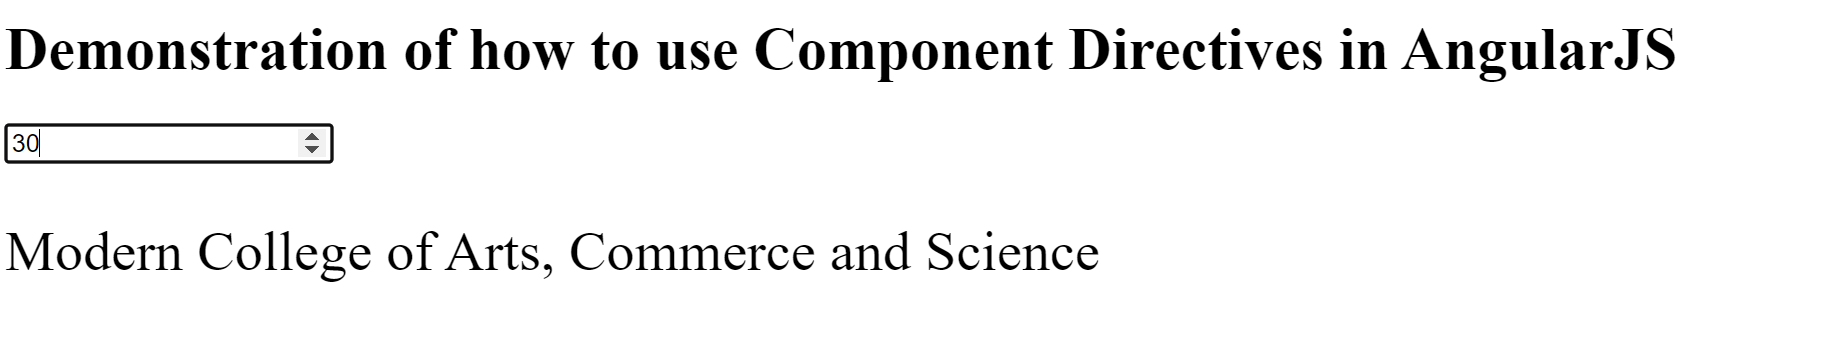 Demonstration of how to use Component Directives in AngularJS
30
Modern College of Arts, Commerce and Science